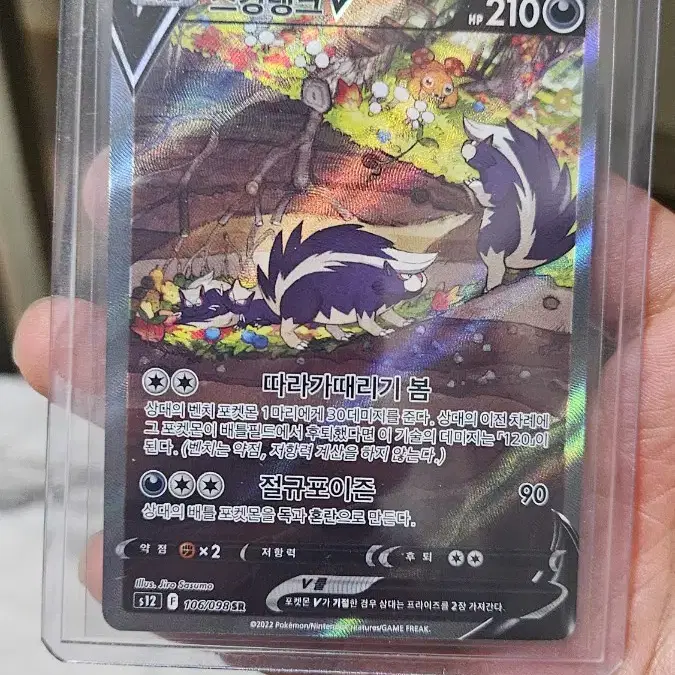 HP 210
따라가때리기 봄
상대의 벤치 포켓몬 1마리에게 30데미지를 준다. 상대의 이전 차례에
그 포켓몬이 배틀필드에서 후퇴했다면 이 기술의 데미지는 「120」이
된다. (벤치는 약점, 저항력 계산을 하지 않는다.)
절규포이즌 90
상대의 배틀 포켓몬을 독과 혼란으로 만든다.
약점 ×2 저항력 후퇴
Illus. Jiro Sasumo
V룰
포켓몬 V가 기절한 경우 상대는 프라이즈를 2장 가져간다.
s12 F 106/098 SR
©2022 Pokémon/Nintendo/Creatures/GAME FREAK.